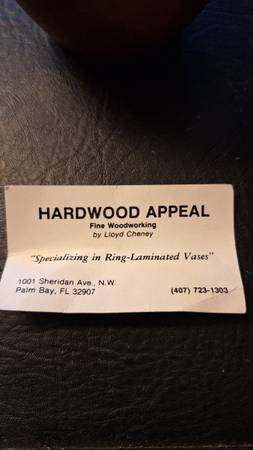 HARDWOOD APPEAL
Fine Woodworking
by Lloyd Cheney
"Specializing in Ring-Laminated Vases"
1001 Sheridan Ave., N.W.
Palm Bay, FL 32907
(407) 723-1303